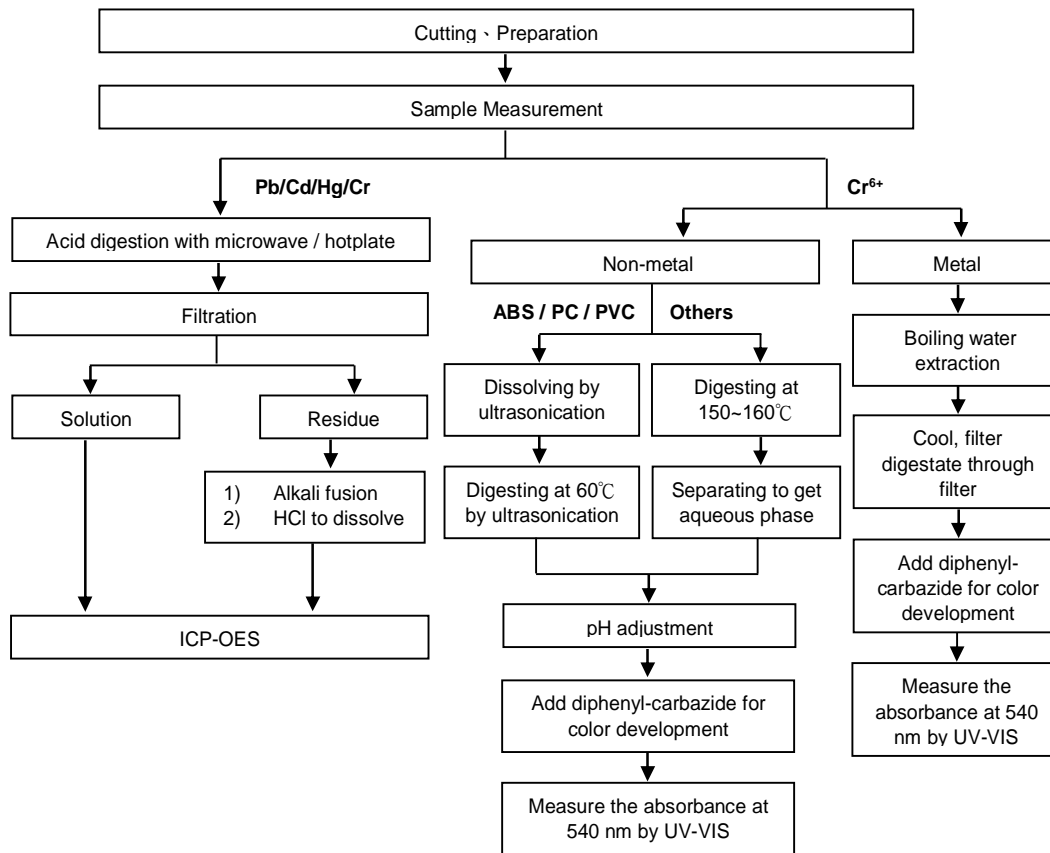 Cutting、Preparation
Sample Measurement
Pb/Cd/Hg/Cr
Cr⁶⁺
Acid digestion with microwave / hotplate
Filtration
Solution
Residue
1) Alkali fusion
2) HCl to dissolve
ICP-OES
Non-metal
ABS / PC / PVC
Others
Dissolving by
ultrasonication
Digesting at
150~160℃
Digesting at 60℃
by ultrasonication
Separating to get
aqueous phase
pH adjustment
Add diphenyl-carbazide for
color development
Measure the absorbance at
540 nm by UV-VIS
Metal
Boiling water
extraction
Cool, filter
digestate through
filter
Add diphenyl-
carbazide for color
development
Measure the
absorbance at 540
nm by UV-VIS